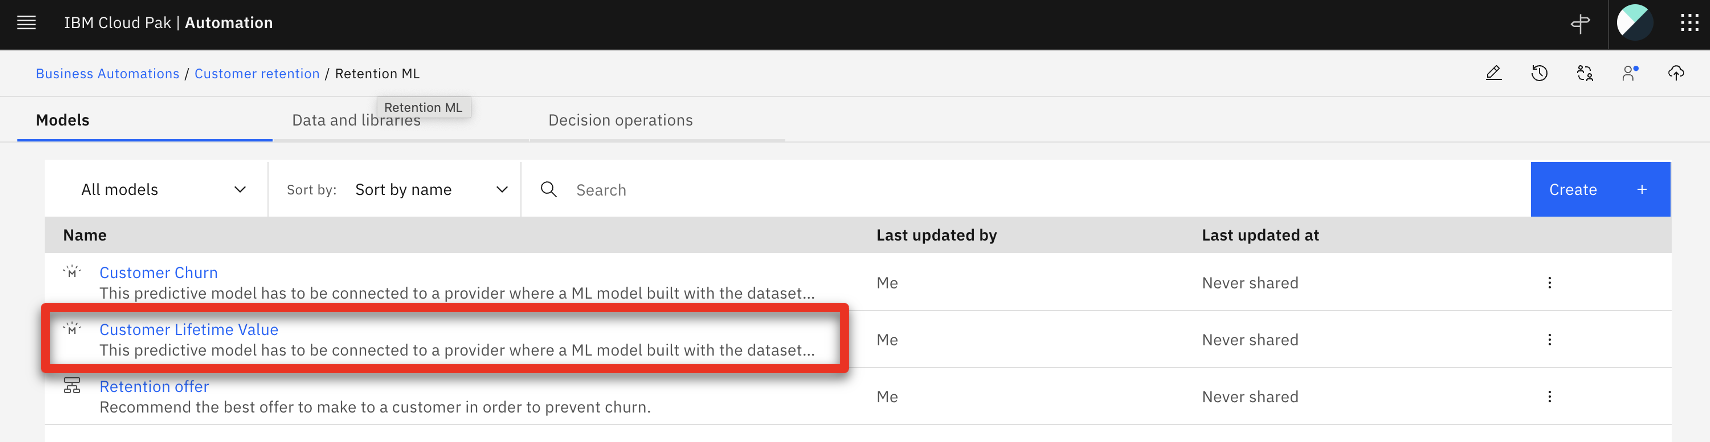 IBM Cloud Pak | Automation
Business Automations / Customer retention / Retention ML
Retention ML
Models Data and libraries Decision operations
All models Sort by: Sort by name Search Create +
Name Last updated by Last updated at
M Customer Churn
This predictive model has to be connected to a provider where a ML model built with the dataset... Me Never shared
M Customer Lifetime Value
This predictive model has to be connected to a provider where a ML model built with the dataset... Me Never shared
Retention offer
Recommend the best offer to make to a customer in order to prevent churn. Me Never shared